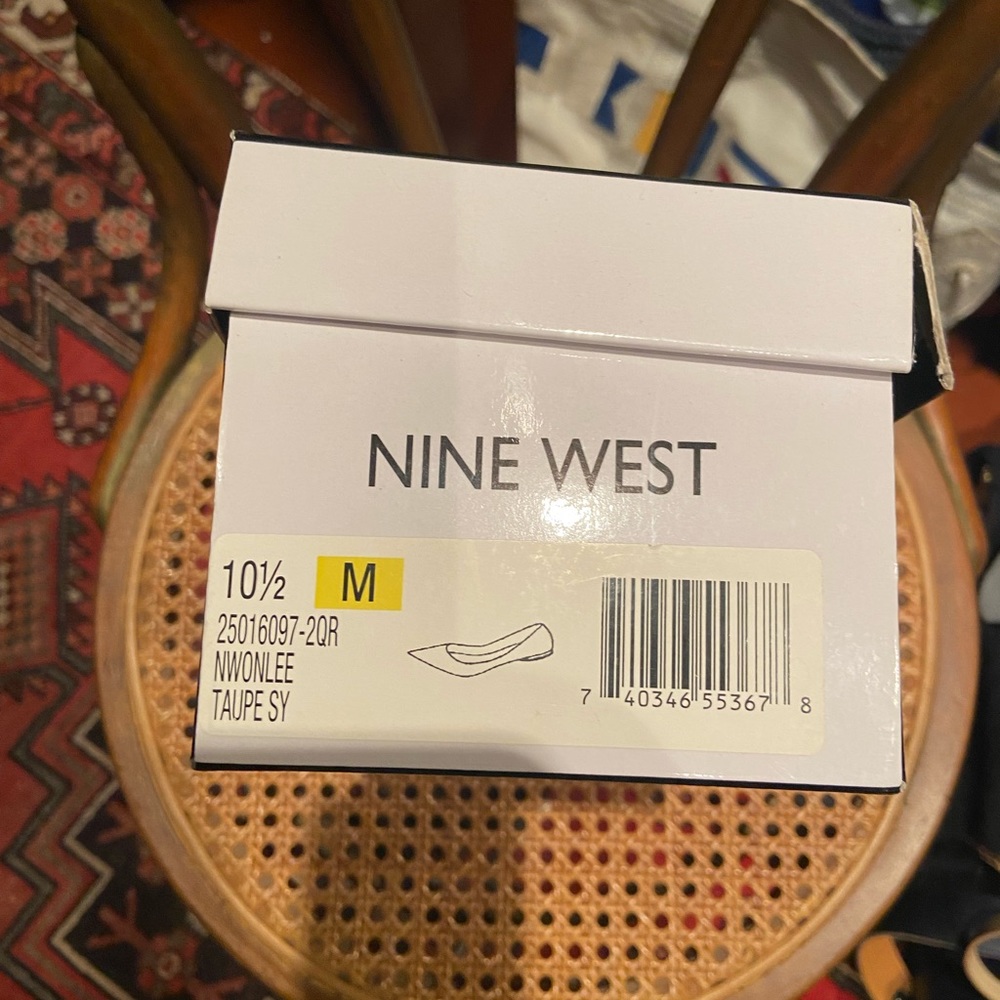 NINE WEST
10½ M
25016097-2QR
NWONLEE
TAUPE SY
7 40346 55367 8